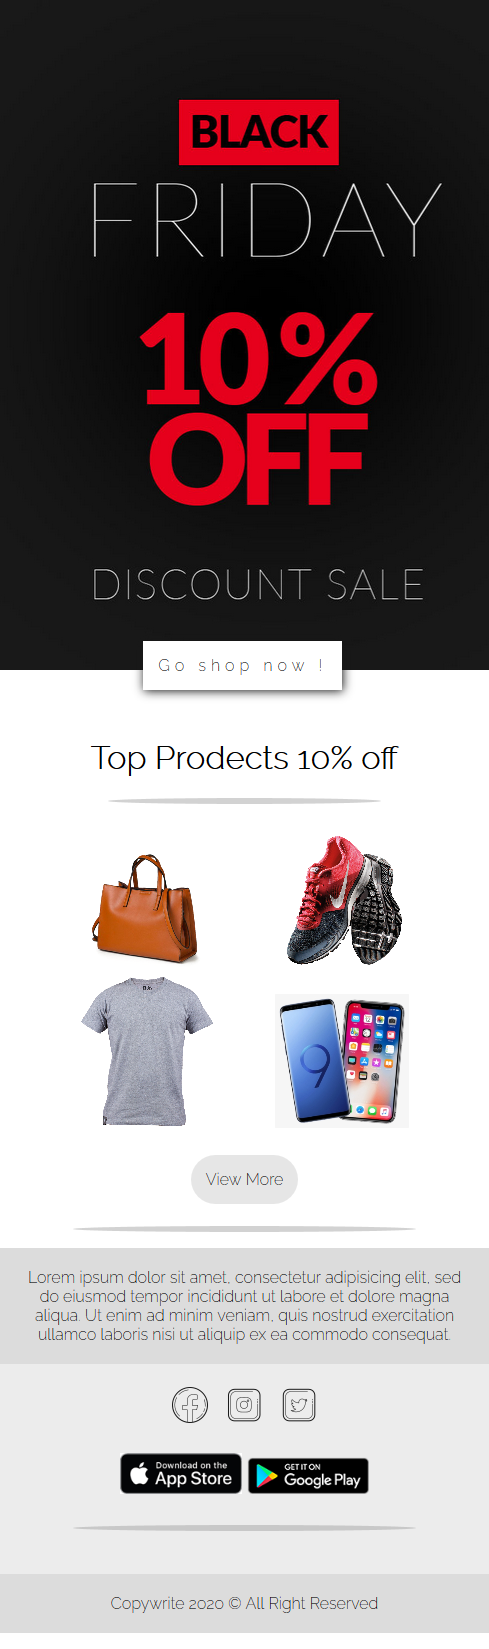 BLACK
FRIDAY
10%
OFF
DISCOUNT SALE
Go shop now !
Top Prodects 10% off
9
View More
Lorem ipsum dolor sit amet, consectetur adipisicing elit, sed
do eiusmod tempor incididunt ut labore et dolore magna
aliqua. Ut enim ad minim veniam, quis nostrud exercitation
ullamco laboris nisi ut aliquip ex ea commodo consequat.
Download on the
App Store
GET IT ON
Google Play
Copywrite 2020 © All Right Reserved